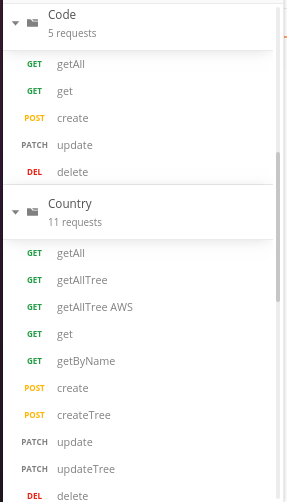 Code
5 requests
GET getAll
GET get
POST create
PATCH update
DEL delete
Country
11 requests
GET getAll
GET getAllTree
GET getAllTree AWS
GET get
GET getByName
POST create
POST createTree
PATCH update
PATCH updateTree
DEL delete